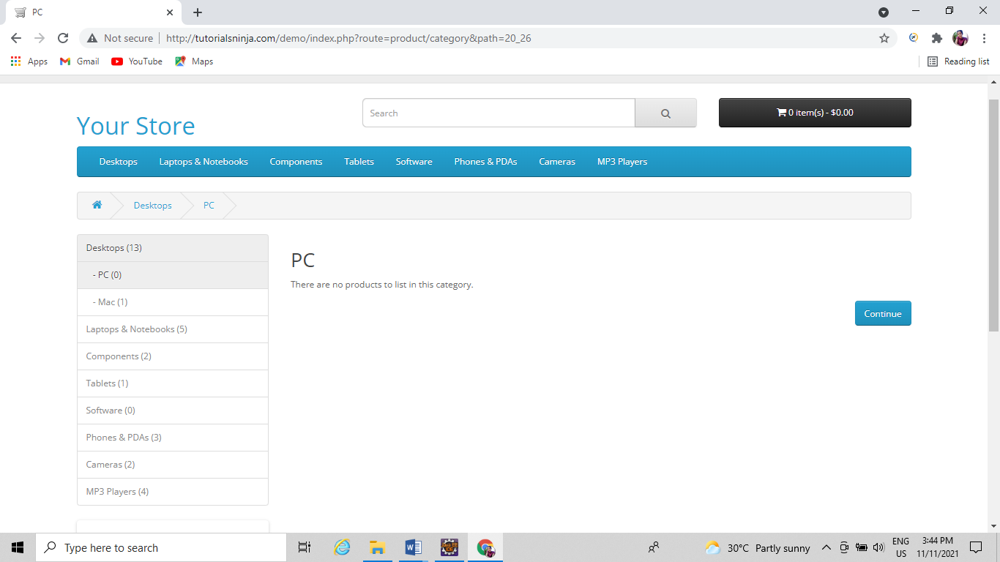 PC
Not secure
http://tutorialsninja.com/demo/index.php?route=product/category&path=20_26
Apps Gmail YouTube Maps Reading list
Your Store
Search
0 item(s) - $0.00
Desktops Laptops & Notebooks Components Tablets Software Phones & PDAs Cameras MP3 Players
Desktops PC
Desktops (13)
- PC (0)
- Mac (1)
Laptops & Notebooks (5)
Components (2)
Tablets (1)
Software (0)
Phones & PDAs (3)
Cameras (2)
MP3 Players (4)
PC
There are no products to list in this category.
Continue
Type here to search
30°C Partly sunny
ENG
US
3:44 PM
11/11/2021